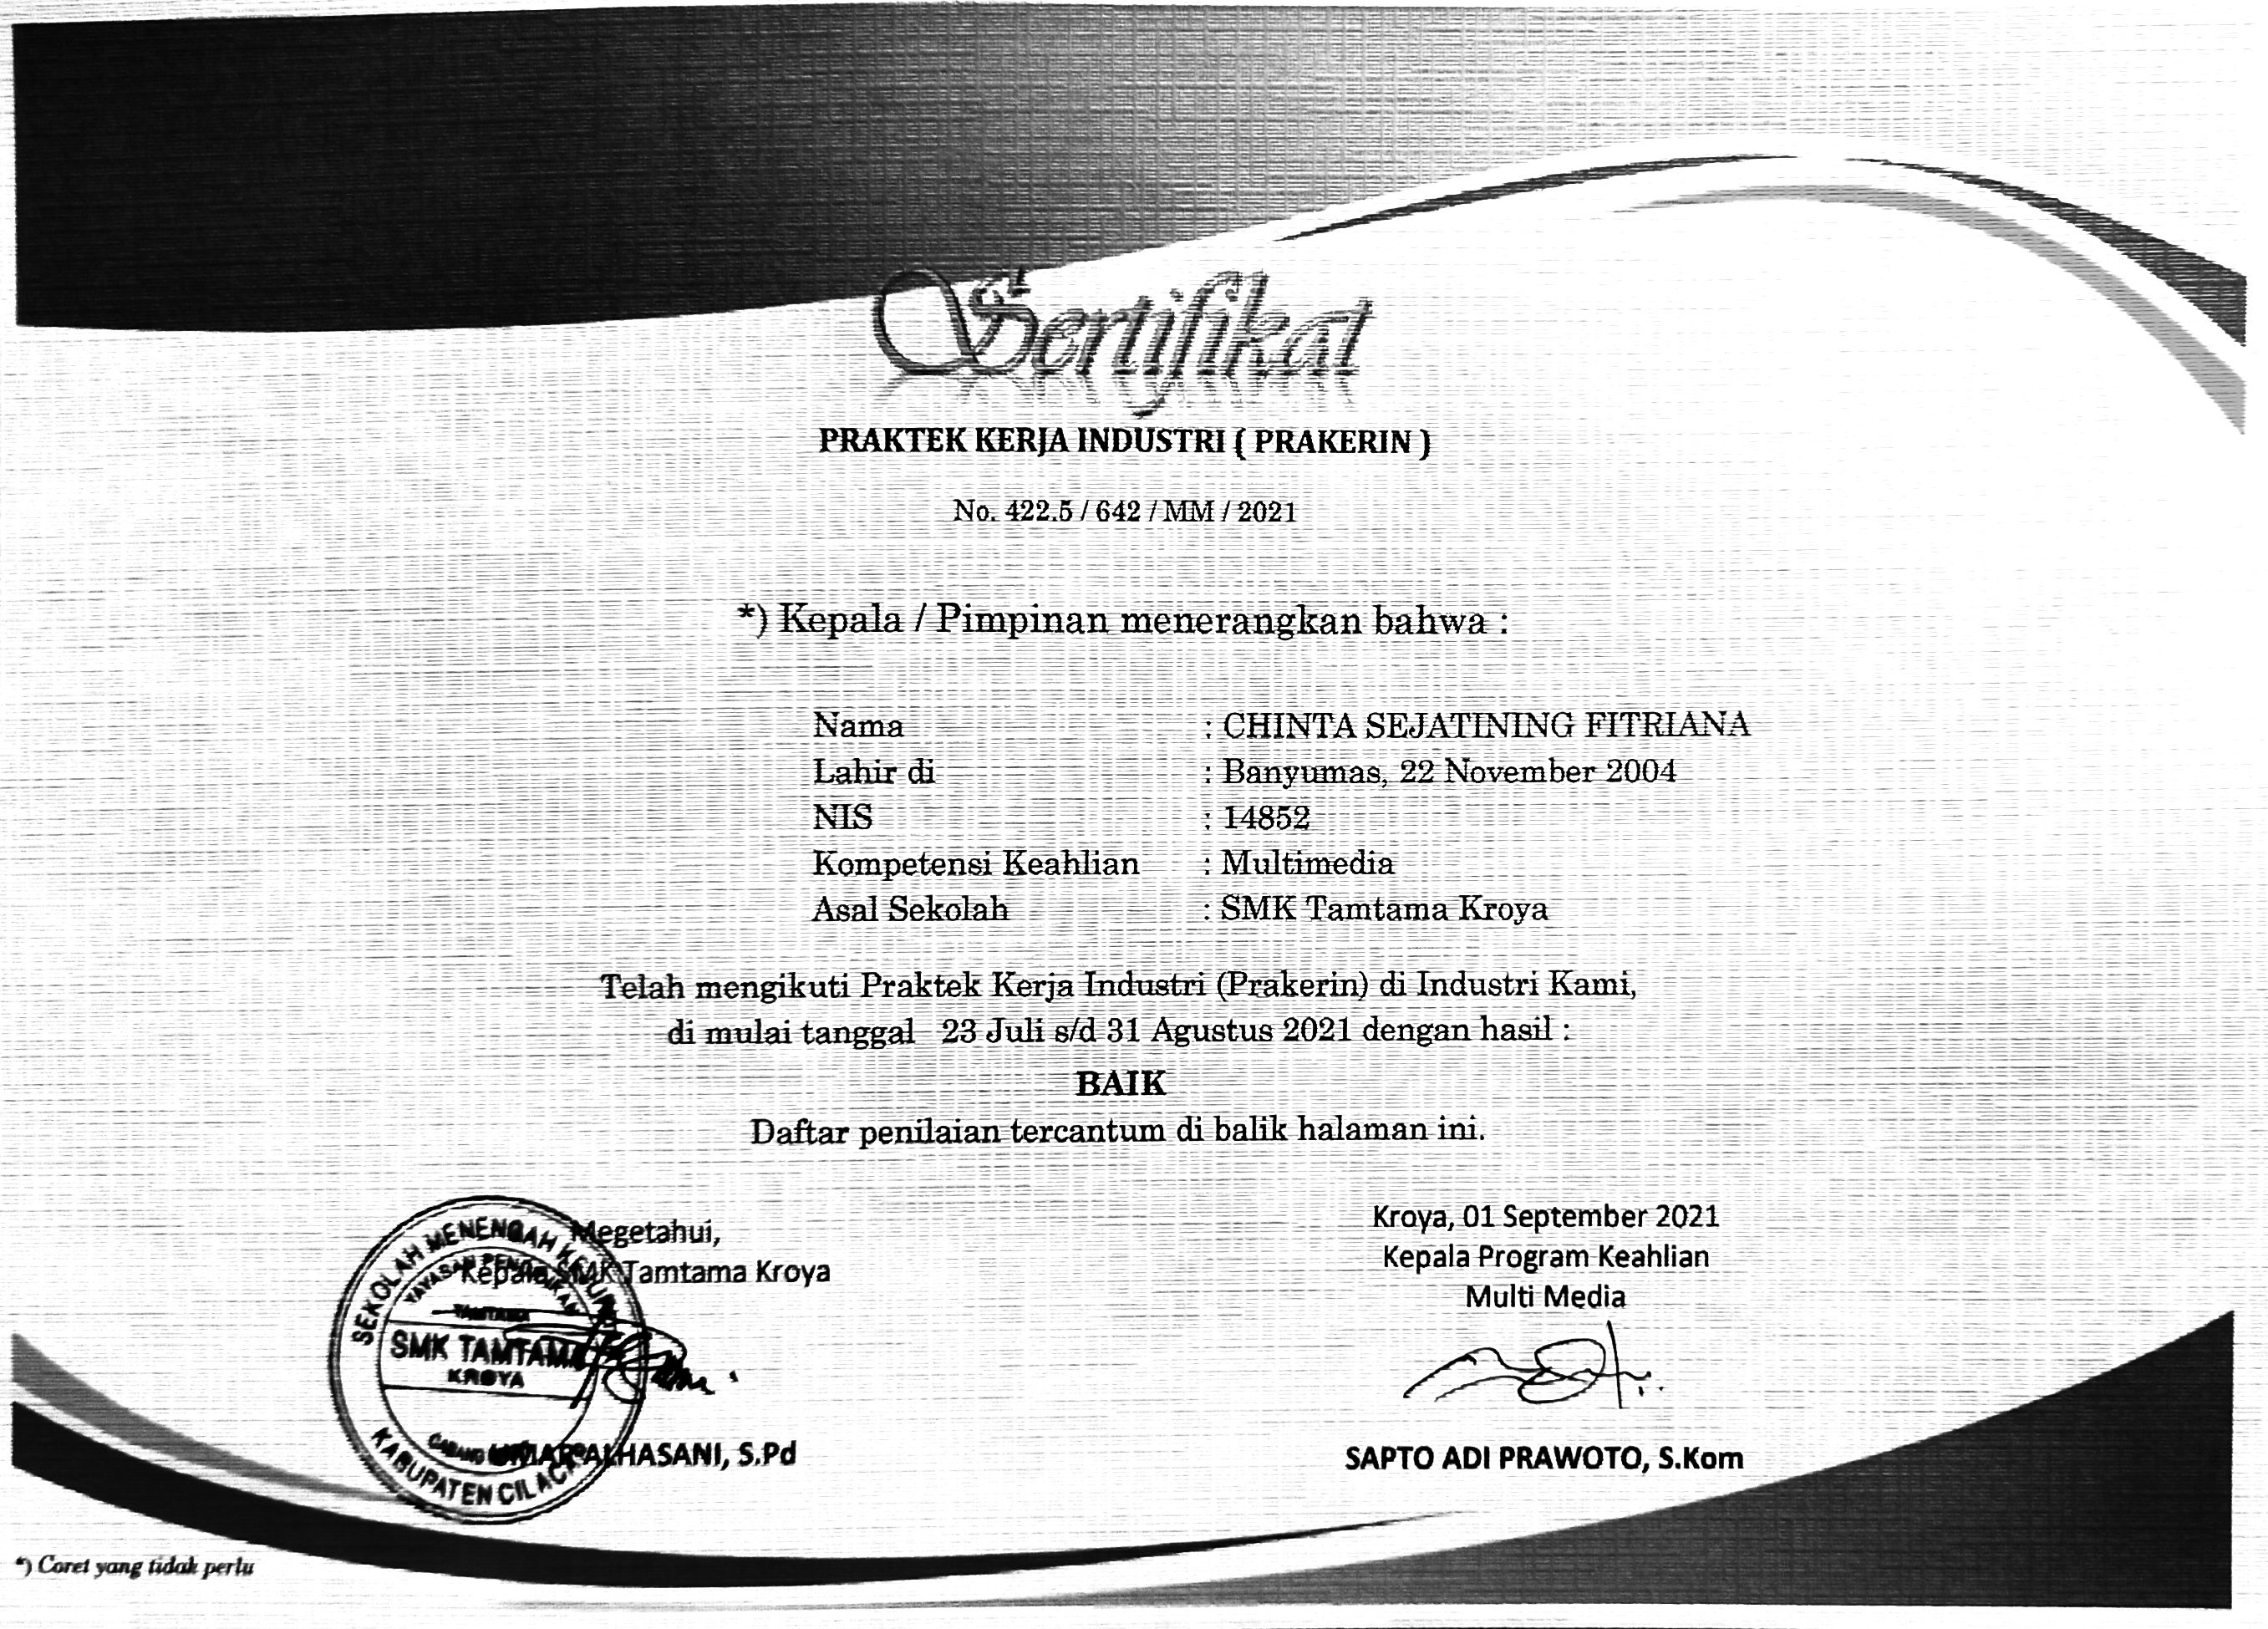 Sertifikat
PRAKTEK KERJA INDUSTRI ( PRAKERIN )
No. 422.5 / 642 / MM / 2021
*) Kepala / Pimpinan menerangkan bahwa :
Nama : CHINTA SEJATINING FITRIANA
Lahir di : Banyumas, 22 November 2004
NIS : 14852
Kompetensi Keahlian : Multimedia
Asal Sekolah : SMK Tamtama Kroya
Telah mengikuti Praktek Kerja Industri (Prakerin) di Industri Kami,
di mulai tanggal 23 Juli s/d 31 Agustus 2021 dengan hasil :
BAIK
Daftar penilaian tercantum di balik halaman ini.
Megetahui,
Kepala SMK Tamtama Kroya
SEKOLAH MENENGAH
YAYASAN PENDIDIKAN
TAMTAMA
SMK TAMTAMA
KROYA
CABANG
KABUPATEN CILACAP
ALHASANI, S.Pd
Kroya, 01 September 2021
Kepala Program Keahlian
Multi Media
SAPTO ADI PRAWOTO, S.Kom
*) Coret yang tidak perlu